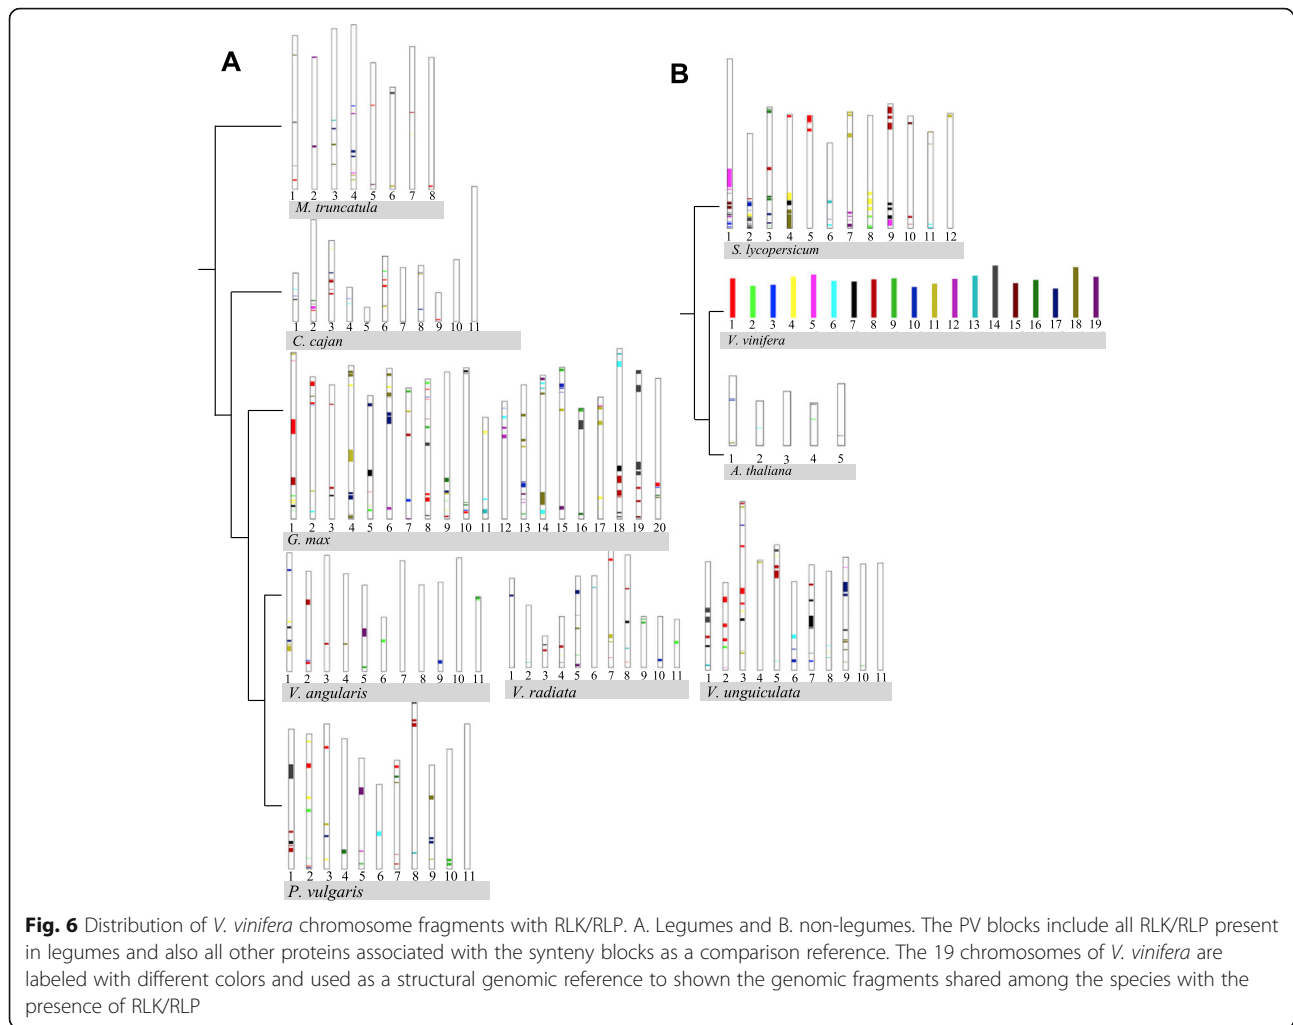 A
B
1 2 3 4 5 6 7 8
M. truncatula
1 2 3 4 5 6 7 8 9 10 11 12
S. lycopersicum
1 2 3 4 5 6 7 8 9 10 11
C. cajan
1 2 3 4 5 6 7 8 9 10 11 12 13 14 15 16 17 18 19
V. vinifera
1 2 3 4 5
A. thaliana
1 2 3 4 5 6 7 8 9 10 11 12 13 14 15 16 17 18 19 20
G. max
1 2 3 4 5 6 7 8 9 10 11
V. angularis
1 2 3 4 5 6 7 8 9 10 11
V. radiata
1 2 3 4 5 6 7 8 9 10 11
V. unguiculata
1 2 3 4 5 6 7 8 9 10 11
P. vulgaris
Fig. 6 Distribution of V. vinifera chromosome fragments with RLK/RLP. A. Legumes and B. non-legumes. The PV blocks include all RLK/RLP present
in legumes and also all other proteins associated with the synteny blocks as a comparison reference. The 19 chromosomes of V. vinifera are
labeled with different colors and used as a structural genomic reference to shown the genomic fragments shared among the species with the
presence of RLK/RLP